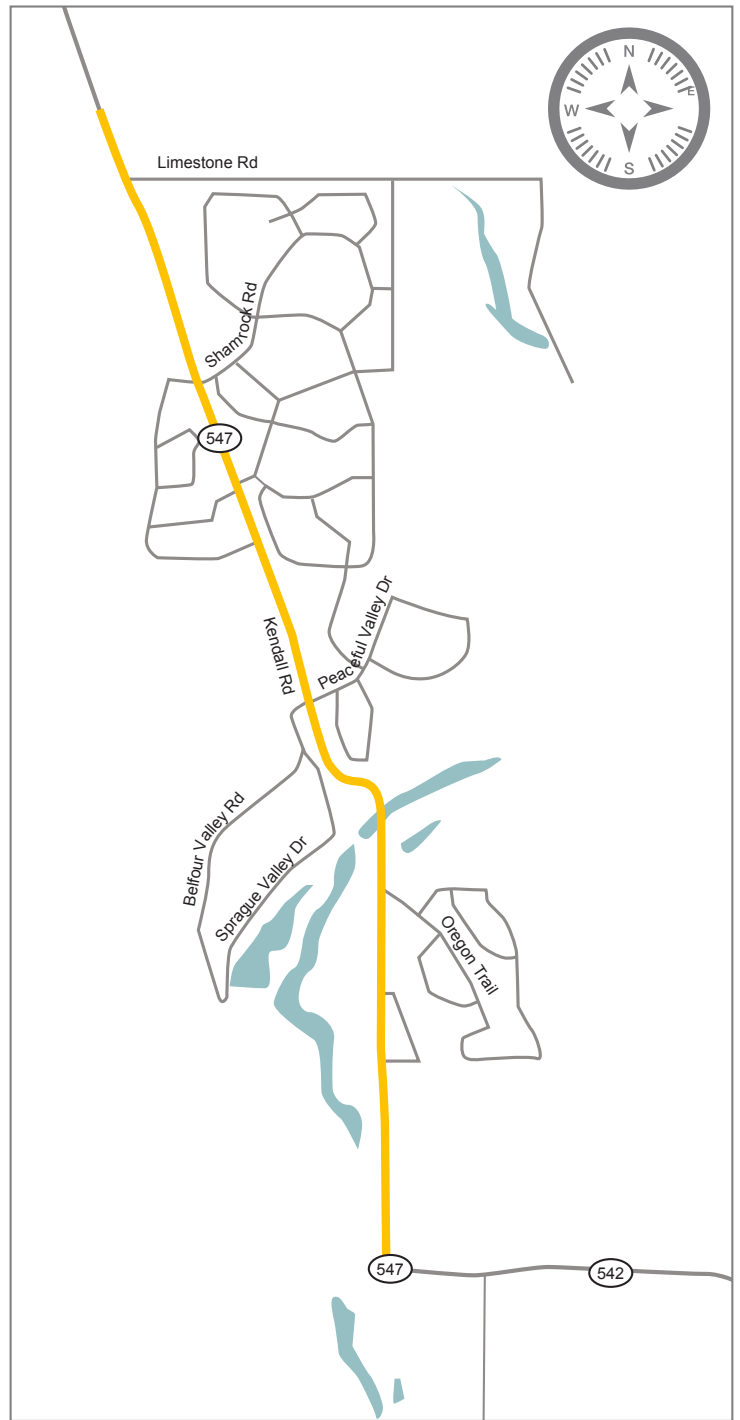 N
E
W
S
Limestone Rd
Shamrock Rd
547
Kendall Rd
Peaceful Valley Dr
Belfour Valley Rd
Sprague Valley Dr
Oregon Trail
547
542